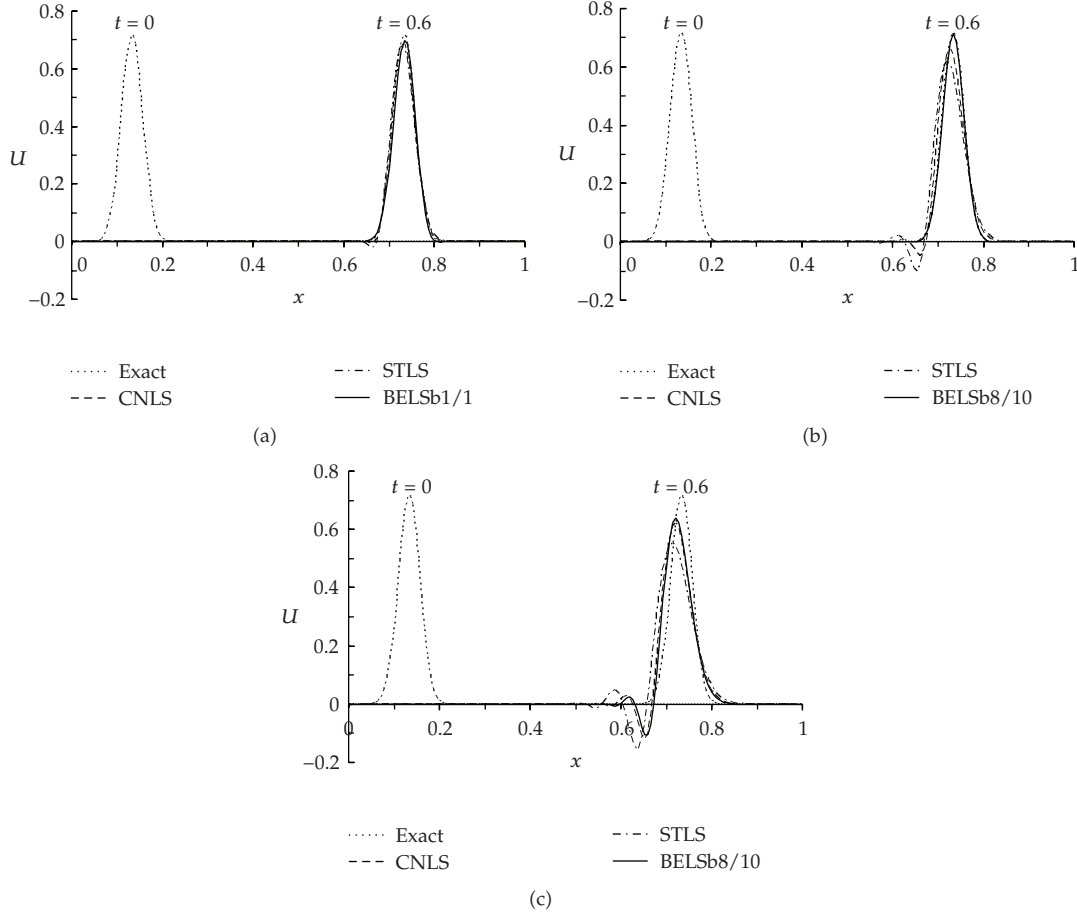 t = 0
t = 0.6
0.8
0.6
0.4
U
0.2
0
−0.2
0
0.2
0.4
0.6
0.8
1
x
Exact
CNLS
STLS
BELSb1/1
(a)
t = 0
t = 0.6
0.8
0.6
0.4
U
0.2
0
−0.2
0
0.2
0.4
0.6
0.8
1
x
Exact
CNLS
STLS
BELSb8/10
(b)
t = 0
t = 0.6
0.8
0.6
0.4
U
0.2
0
−0.2
0
0.2
0.4
0.6
0.8
1
x
Exact
CNLS
STLS
BELSb8/10
(c)